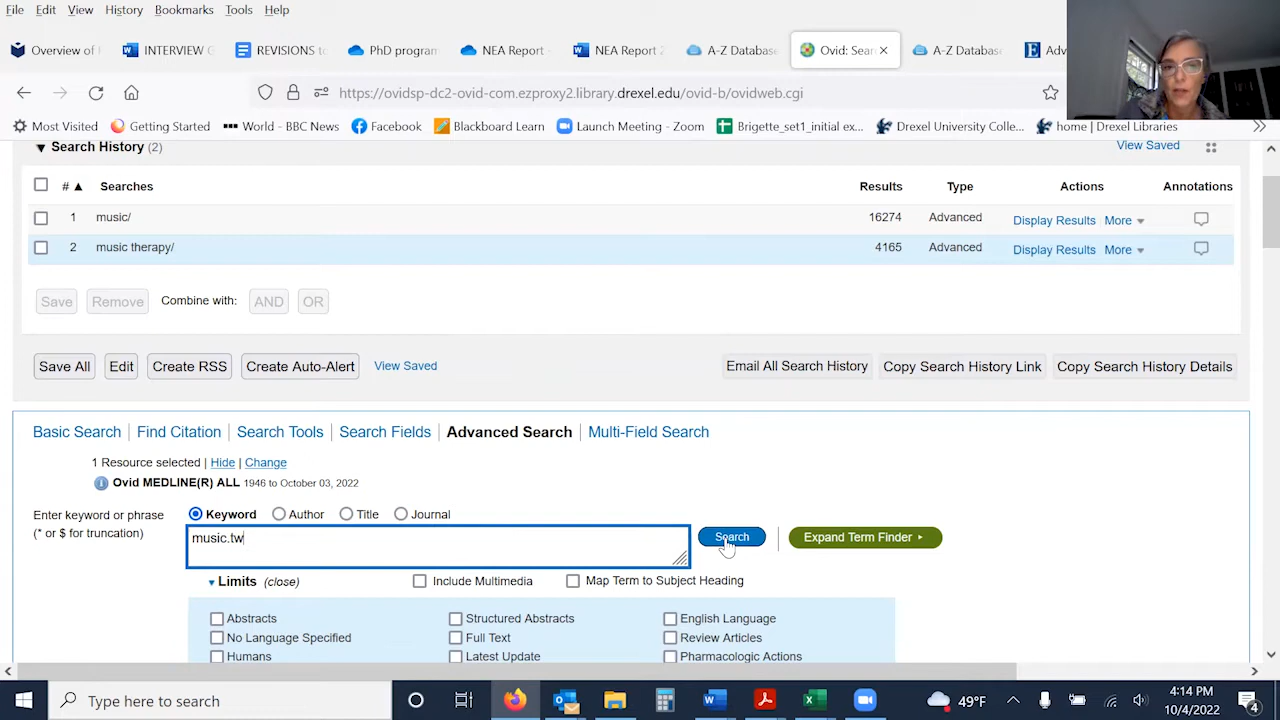 File Edit View History Bookmarks Tools Help
Overview of INTERVIEW REVISIONS to PhD program NEA Report NEA Report 2 A-Z Database Ovid: Sear A-Z Database Adv
https://ovidsp-dc2-ovid-com.ezproxy2.library.drexel.edu/ovid-b/ovidweb.cgi
Most Visited Getting Started World - BBC News Facebook Blackboard Learn Launch Meeting - Zoom Brigette_set1_initial ex... Drexel University Colle... home | Drexel Libraries
Search History (2) View Saved
# ▲ Searches Results Type Actions Annotations
1 music/ 16274 Advanced Display Results More
2 music therapy/ 4165 Advanced Display Results More
Save Remove Combine with: AND OR
Save All Edit Create RSS Create Auto-Alert View Saved Email All Search History Copy Search History Link Copy Search History Details
Basic Search | Find Citation | Search Tools | Search Fields | Advanced Search | Multi-Field Search
1 Resource selected | Hide | Change
Ovid MEDLINE(R) ALL 1946 to October 03, 2022
Enter keyword or phrase Keyword Author Title Journal
(* or $ for truncation) music.tw Search Expand Term Finder
Limits (close) Include Multimedia Map Term to Subject Heading
Abstracts Structured Abstracts English Language
No Language Specified Full Text Review Articles
Humans Latest Update Pharmacologic Actions
Type here to search 49°F 4:14 PM
10/4/2022 4